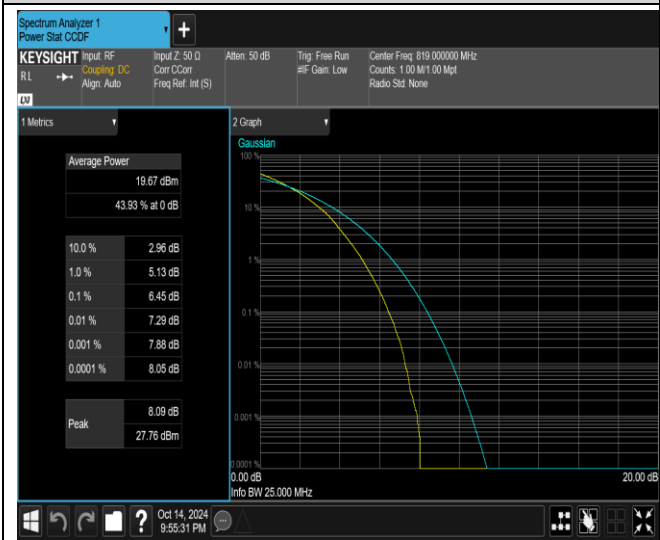 Spectrum Analyzer 1
Power Stat CCDF
+
KEYSIGHT Input: RF Input Z: 50 Ω Atten: 50 dB Trig: Free Run Center Freq: 819.000000 MHz
R L Coupling: DC Corr CCorr #IF Gain: Low Counts: 1.00 M/1.00 Mpt
Align: Auto Freq Ref: Int (S) Radio Std: None
LXI
1 Metrics
2 Graph
Average Power
19.67 dBm
43.93 % at 0 dB
10.0 % 2.96 dB
1.0 % 5.13 dB
0.1 % 6.45 dB
0.01 % 7.29 dB
0.001 % 7.88 dB
0.0001 % 8.05 dB
Peak 8.09 dB
27.76 dBm
Gaussian
100 %
10 %
1 %
0.1 %
0.01 %
0.001 %
0.0001 %
0.00 dB 20.00 dB
Info BW 25.000 MHz
? Oct 14, 2024
9:55:31 PM